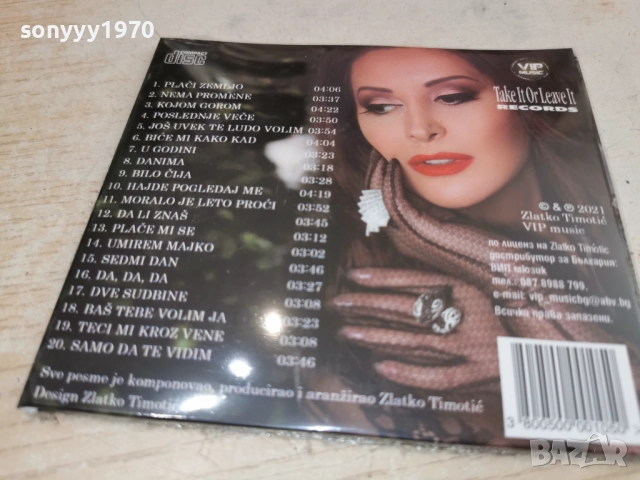 sonyyy1970
COMPACT
disc
VIP
MUSIC
Take It Or Leave It
RECORDS
1. PLAČI ZEMLJO 04:06
2. NEMA PROMENE 03:37
3. KOJOM GOROM 04:22
4. POSLEDNJE VEČE 03:50
5. JOŠ UVEK TE LUDO VOLIM 03:54
6. BIĆE MI KAKO KAD 04:04
7. U GODINI 03:23
8. DANIMA 03:18
9. BILO ČIJA 03:28
10. HAJDE POGLEDAJ ME 04:19
11. MORALO JE LETO PROĆI 03:52
12. DA LI ZNAŠ 03:45
13. PLAČE MI SE 03:12
14. UMIREM MAJKO 03:02
15. SEDMI DAN 03:46
16. DA, DA, DA 03:27
17. DVE SUDBINE 03:08
18. BAŠ TEBE VOLIM JA 03:23
19. TECI MI KROZ VENE 03:08
20. SAMO DA TE VIDIM 03:46
© & ℗ 2021
Zlatko Timotić
VIP music
по лиценз на Zlatko Timotic
дистрибутор за България:
ВИП мюзик
тел.: 087 8988 799.
e-mail: vip_musicbg@abv.bg
Всички права запазени.
Sve pesme je komponovao, producirao i aranžirao Zlatko Timotić
Design Zlatko Timotić
BAZAR